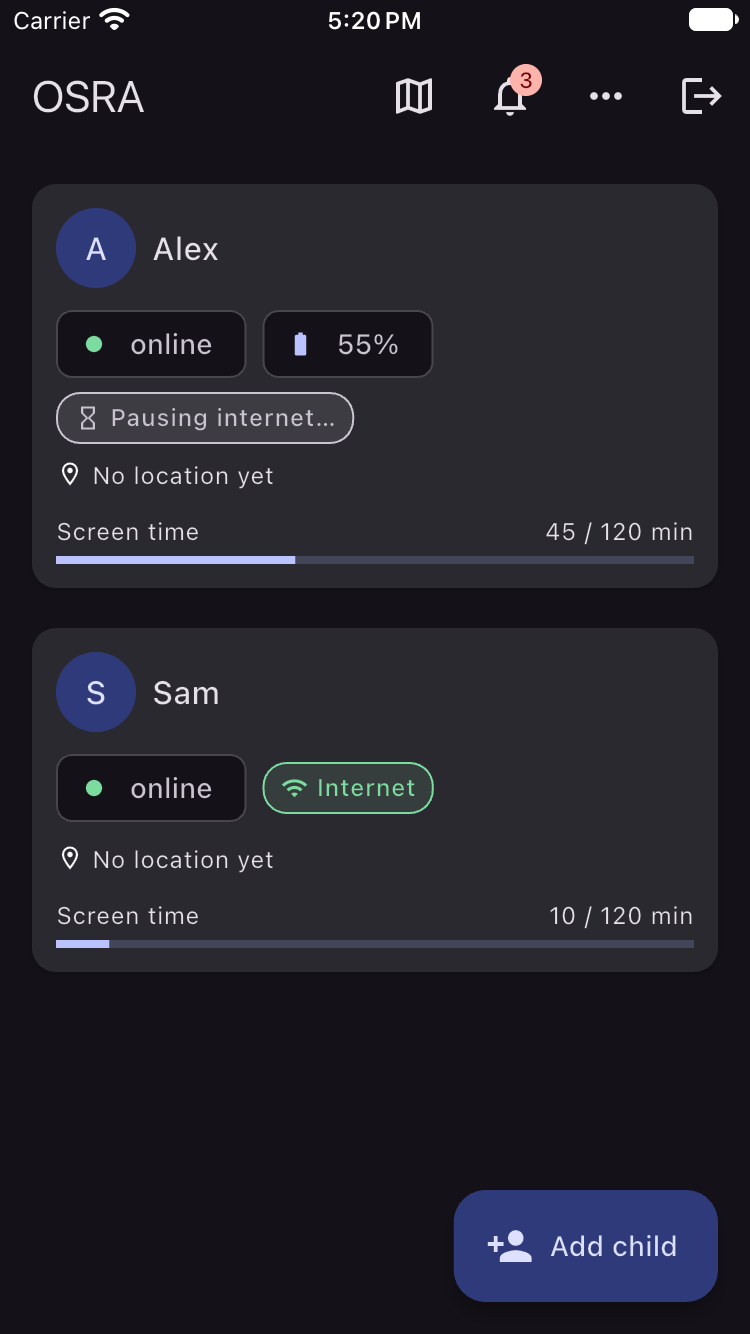 Carrier 5:20 PM
OSRA 3
A Alex
online 55%
Pausing internet...
No location yet
Screen time 45 / 120 min
S Sam
online Internet
No location yet
Screen time 10 / 120 min
Add child